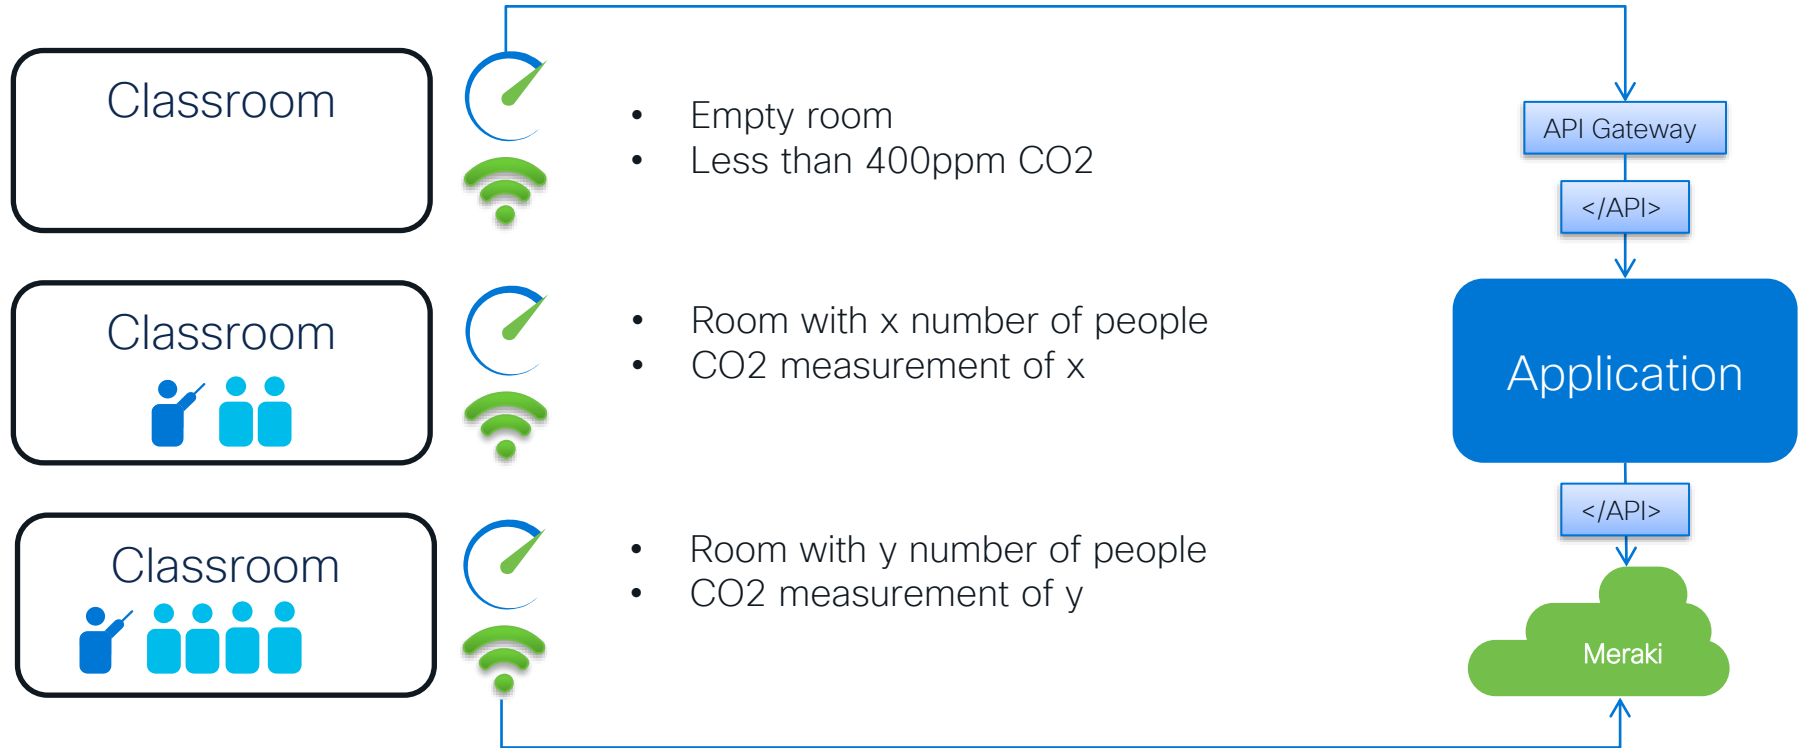 Classroom
• Empty room
• Less than 400ppm CO2
API Gateway
</API>
Classroom
• Room with x number of people
• CO2 measurement of x
Application
</API>
Classroom
• Room with y number of people
• CO2 measurement of y
Meraki